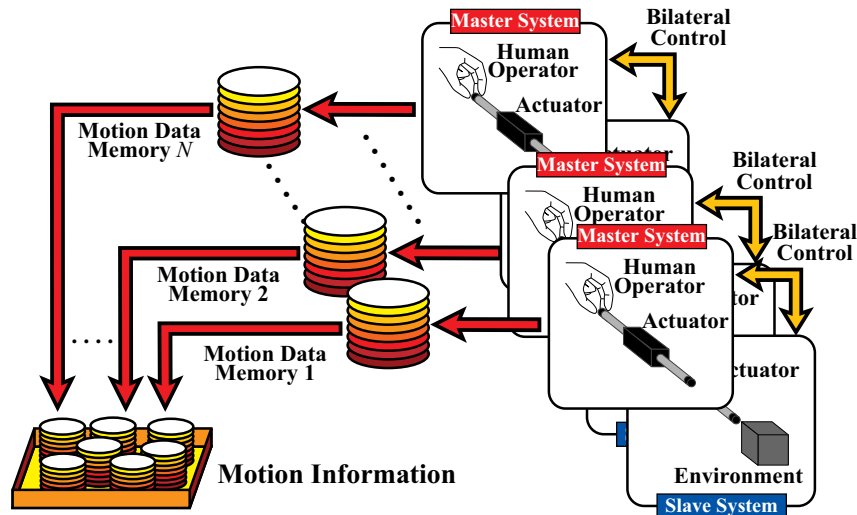 Master System
Bilateral
Control
Human
Operator
Actuator
Motion Data
Memory N
Actuator
Master System
Bilateral
Control
Human
Motion Data
Memory 2
Master System
Bilateral
Control
Human
Operator
Actuator
Motion Data
Memory 1
Actuator
Motion Information
Environment
Slave System